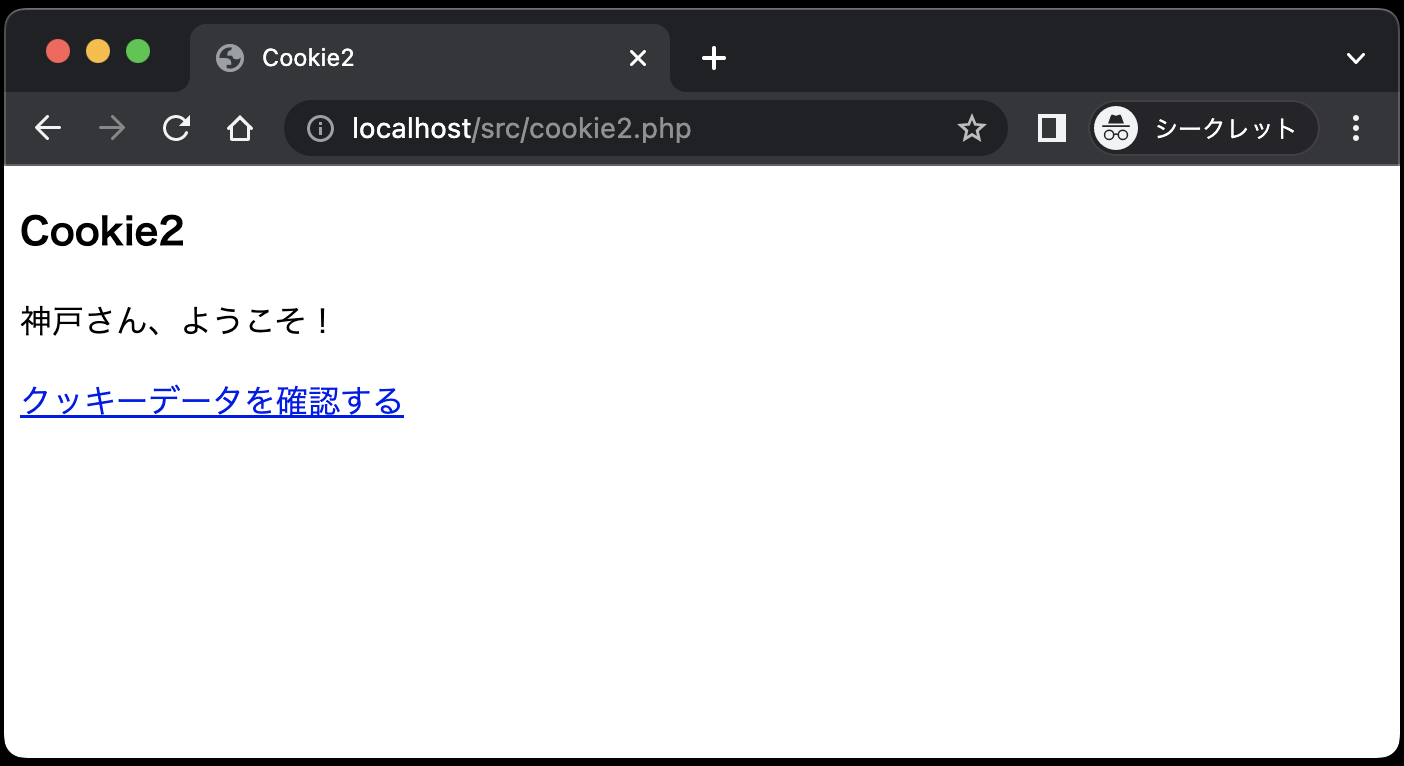 Cookie2
localhost/src/cookie2.php
シークレット
Cookie2
神戸さん、ようこそ！
クッキーデータを確認する